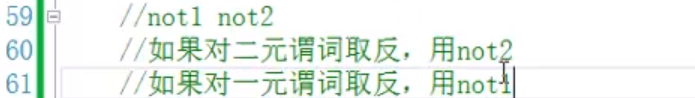 59 //not1 not2
60 //如果对二元谓词取反，用not2
61 //如果对一元谓词取反，用not1